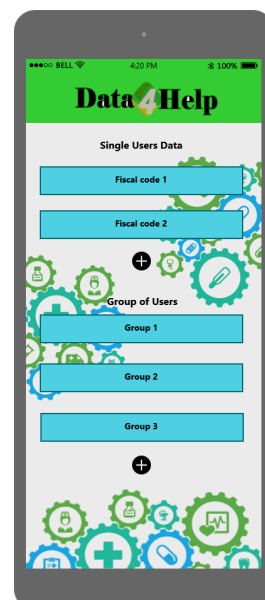 ●●●○○ BELL 4:20 PM 100%
Data4Help
Single Users Data
Fiscal code 1
Fiscal code 2
Group of Users
Group 1
Group 2
Group 3